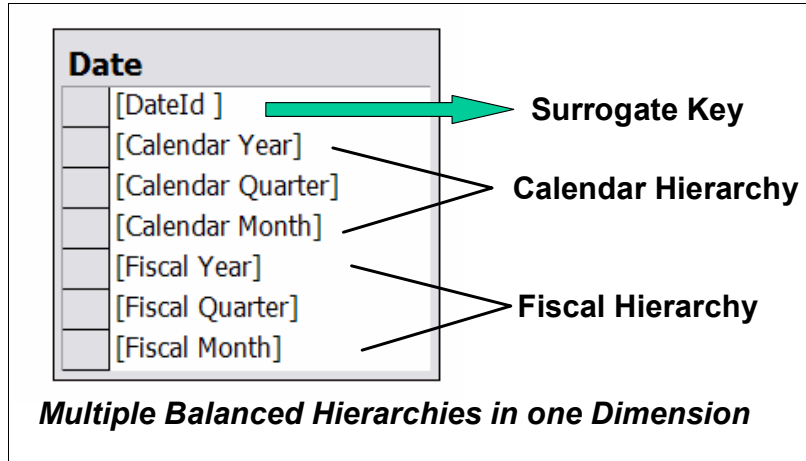 Date
[DateId ]
Surrogate Key
[Calendar Year]
[Calendar Quarter]
Calendar Hierarchy
[Calendar Month]
[Fiscal Year]
[Fiscal Quarter]
Fiscal Hierarchy
[Fiscal Month]
Multiple Balanced Hierarchies in one Dimension